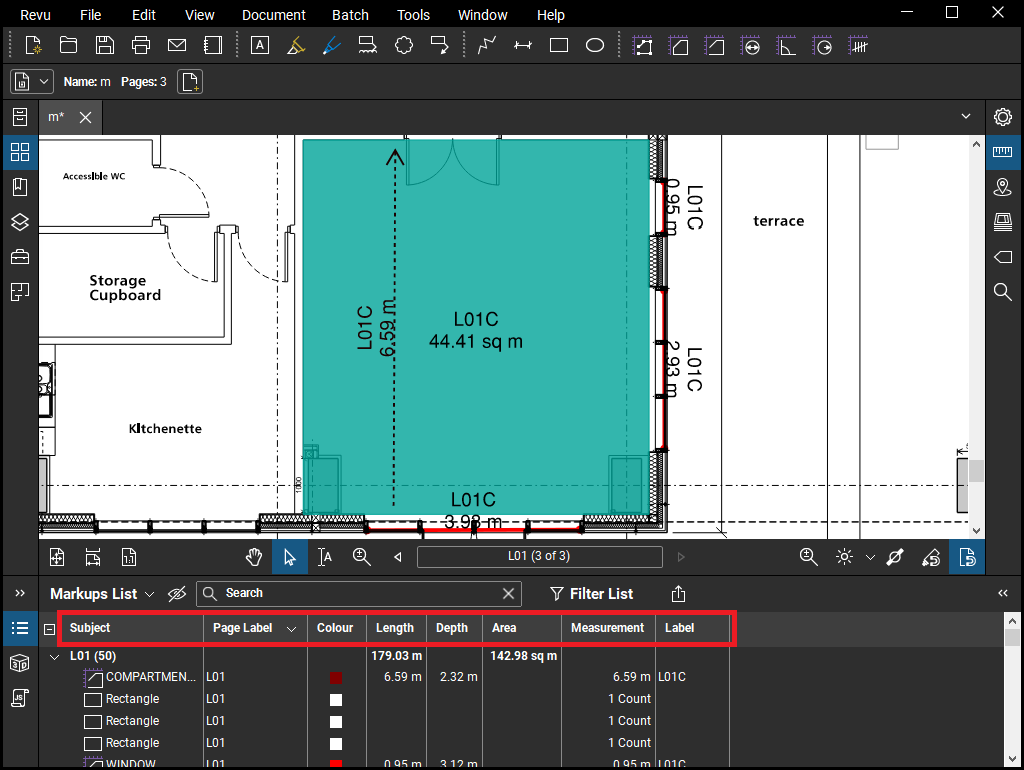 Revu File Edit View Document Batch Tools Window Help
Name: m Pages: 3
m*
Accessible WC
Storage
Cupboard
Kitchenette
L01C
6.59 m
L01C
44.41 sq m
L01C
0.95 m
L01C
2.93 m
terrace
1000
L01C
3.98 m
L01 (3 of 3)
Markups List Search Filter List
Subject Page Label Colour Length Depth Area Measurement Label
L01 (50) 179.03 m 142.98 sq m
COMPARTMEN... L01 6.59 m 2.32 m 6.59 m L01C
Rectangle L01 1 Count
Rectangle L01 1 Count
Rectangle L01 1 Count
WINDOW L01 0.95 m 3.12 m 0.95 m L01C